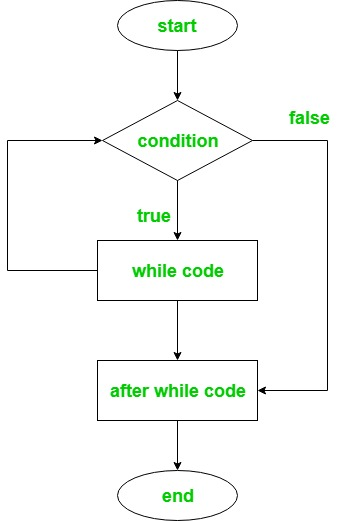 start
condition
false
true
while code
after while code
end